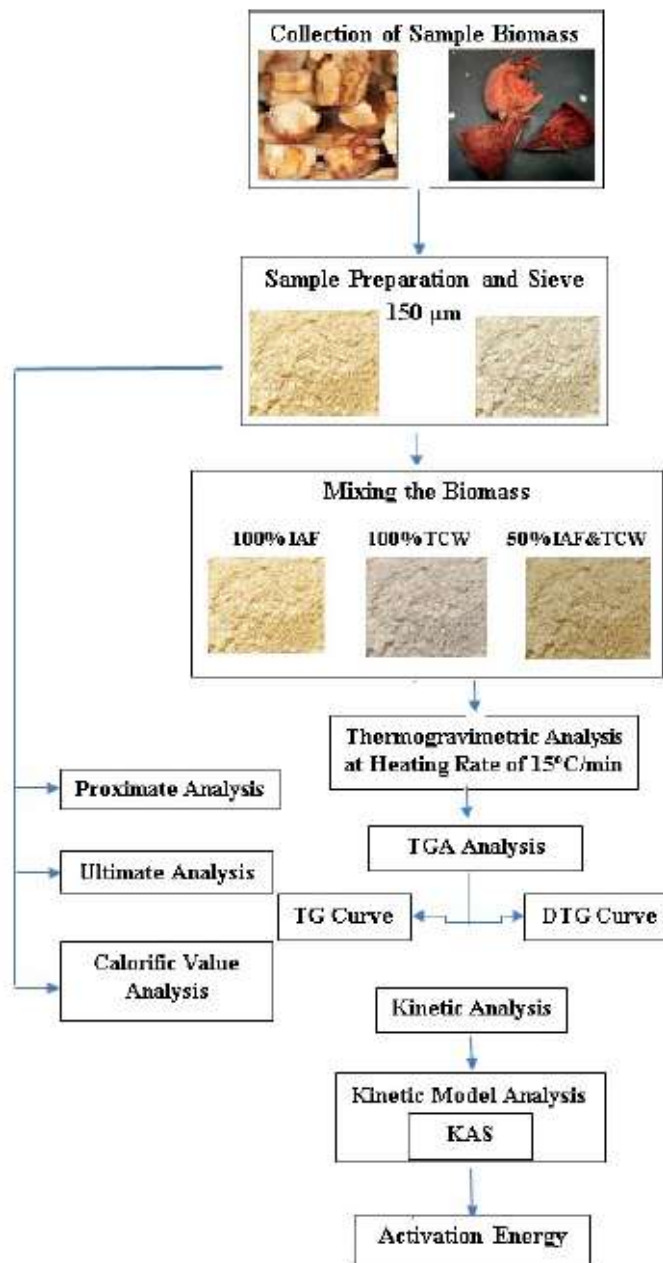 Collection of Sample Biomass
Sample Preparation and Sieve
150 µm
Mixing the Biomass
100% IAF
100% TCW
50% IAF&TCW
Thermogravimetric Analysis
at Heating Rate of 15°C/min
Proximate Analysis
TGA Analysis
Ultimate Analysis
TG Curve
DTG Curve
Calorific Value
Analysis
Kinetic Analysis
Kinetic Model Analysis
KAS
Activation Energy